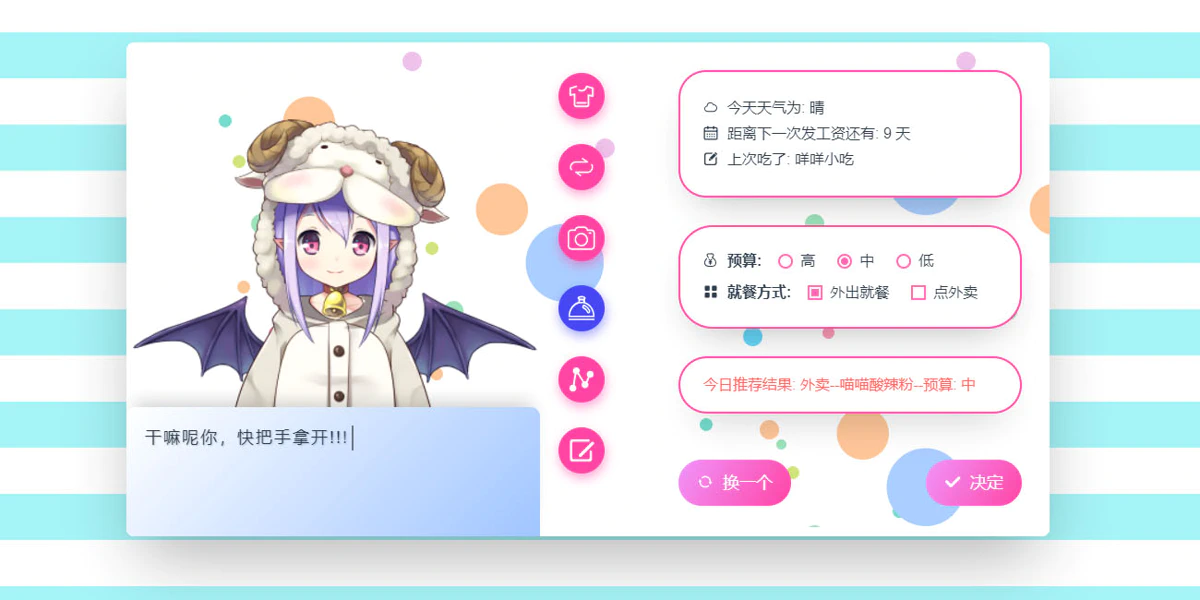 今天天气为: 晴
距离下一次发工资还有: 9 天
上次吃了: 咩咩小吃
预算: 高 中 低
就餐方式: 外出就餐 点外卖
今日推荐结果: 外卖--喵喵酸辣粉--预算: 中
干嘛呢你，快把手拿开!!!
换一个
决定